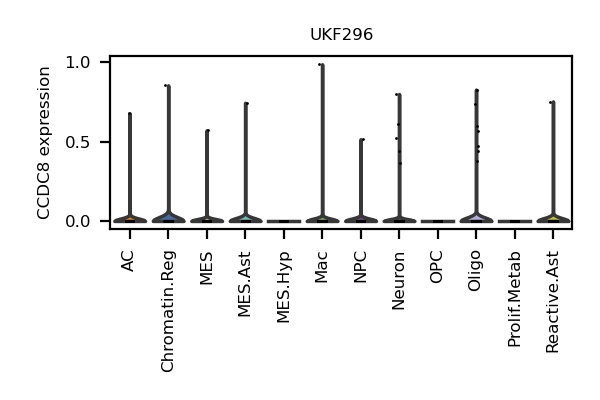 UKF296
CCDC8 expression
1.0
0.5
0.0
AC
Chromatin.Reg
MES
MES.Ast
MES.Hyp
Mac
NPC
Neuron
OPC
Oligo
Prolif.Metab
Reactive.Ast